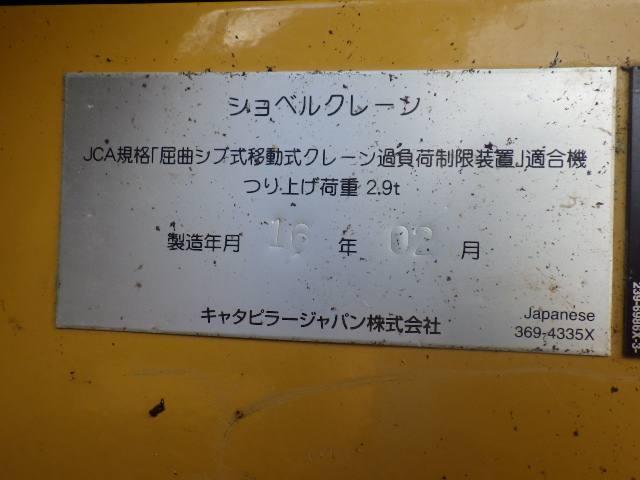 ショベルクレーン
JCA規格「屈曲ジブ式移動式クレーン過負荷制限装置」適合機
つり上げ荷重 2.9t
製造年月 16 年 02 月
キャタピラージャパン株式会社
Japanese
369-4335X